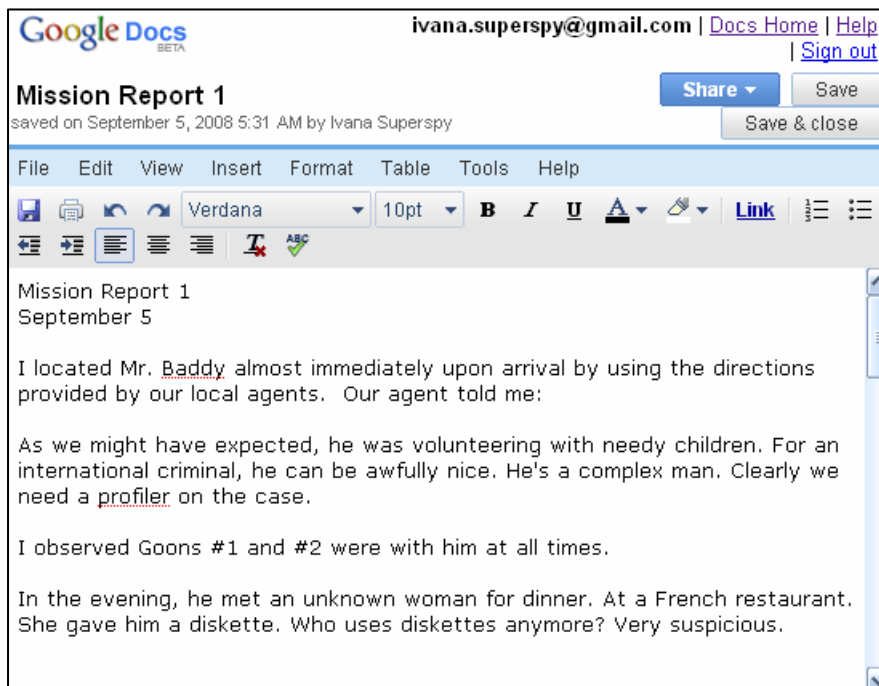 Google Docs
BETA
ivana.superspy@gmail.com | Docs Home | Help
| Sign out
Mission Report 1
saved on September 5, 2008 5:31 AM by Ivana Superspy
Share
Save
Save & close
File Edit View Insert Format Table Tools Help
Verdana 10pt B I U A Link
T ABC
Mission Report 1
September 5
I located Mr. Baddy almost immediately upon arrival by using the directions
provided by our local agents.  Our agent told me:
As we might have expected, he was volunteering with needy children. For an
international criminal, he can be awfully nice. He's a complex man. Clearly we
need a profiler on the case.
I observed Goons #1 and #2 were with him at all times.
In the evening, he met an unknown woman for dinner. At a French restaurant.
She gave him a diskette. Who uses diskettes anymore? Very suspicious.